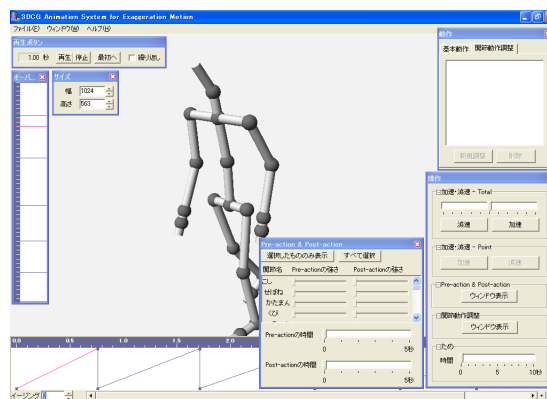 3DCG Animation System for Exaggeration Motion
ファイル(F) ウィンドウ(W) ヘルプ(H)
再生ボタン
1.00 秒 再生 停止 最初へ 繰り返し
オーバ... サイズ
幅 1024
高さ 563
動作
基本動作 関節動作調整
新規調整 削除
操作
加速・減速 - Total
減速 加速
加速・減速 - Point
加速 減速
Pre-action & Post-action
ウィンドウ表示
関節動作調整
ウィンドウ表示
ため
時間
0 5 10秒
Pre-action & Post-action
選択したもののみ表示 すべて選択
関節名 Pre-actionの強さ Post-actionの強さ
こし
せぼね
かたまん
くび
Pre-actionの時間
0 5秒
Post-actionの時間
0 5秒
0.0 0.5 1.0 1.5 2.0
イージング 0